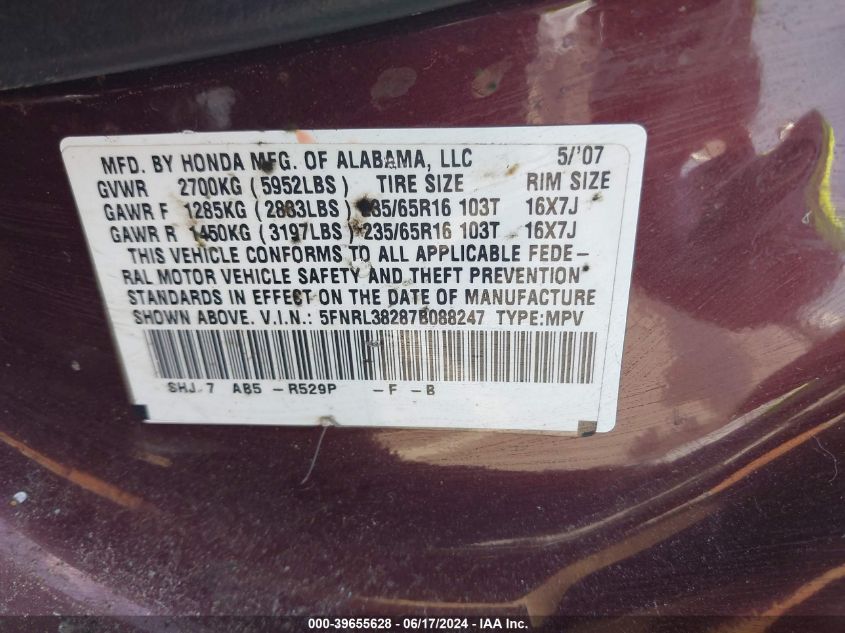 MFD. BY HONDA MFG. OF ALABAMA, LLC 5/'07
GVWR 2700KG (5952LBS) TIRE SIZE RIM SIZE
GAWR F 1285KG (2833LBS) 235/65R16 103T 16X7J
GAWR R 1450KG (3197LBS) 235/65R16 103T 16X7J
THIS VEHICLE CONFORMS TO ALL APPLICABLE FEDE-
RAL MOTOR VEHICLE SAFETY AND THEFT PREVENTION
STANDARDS IN EFFECT ON THE DATE OF MANUFACTURE
SHOWN ABOVE. V.I.N.: 5FNRL38287B088247 TYPE:MPV
SHJ 7 AB5 -R529P -F -B
000-39655628 - 06/17/2024 - IAAI.com